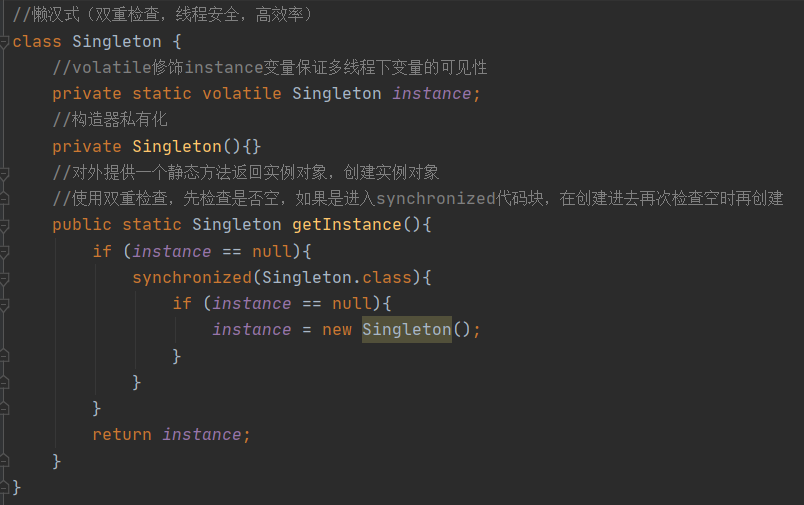 //懒汉式（双重检查，线程安全，高效率）
class Singleton {
    //volatile修饰instance变量保证多线程下变量的可见性
    private static volatile Singleton instance;
    //构造器私有化
    private Singleton(){}
    //对外提供一个静态方法返回实例对象，创建实例对象
    //使用双重检查，先检查是否空，如果是进入synchronized代码块，在创建进去再次检查空时再创建
    public static Singleton getInstance(){
        if (instance == null){
            synchronized(Singleton.class){
                if (instance == null){
                    instance = new Singleton();
                }
            }
        }
        return instance;
    }
}